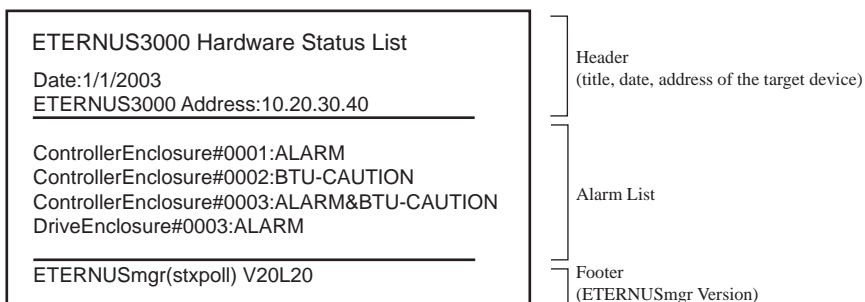 ETERNUS3000 Hardware Status List
Date:1/1/2003
ETERNUS3000 Address:10.20.30.40
ControllerEnclosure#0001:ALARM
ControllerEnclosure#0002:BTU-CAUTION
ControllerEnclosure#0003:ALARM&BTU-CAUTION
DriveEnclosure#0003:ALARM
ETERNUSmgr(stxpoll) V20L20
Header
(title, date, address of the target device)
Alarm List
Footer
(ETERNUSmgr Version)